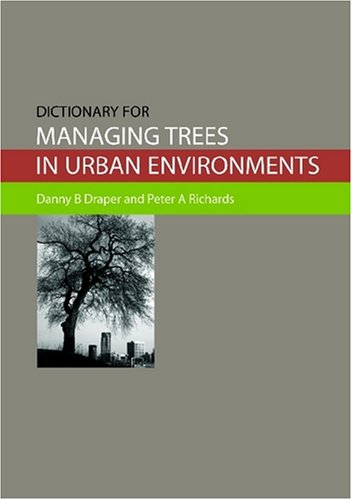 DICTIONARY FOR
MANAGING TREES
IN URBAN ENVIRONMENTS
Danny B Draper and Peter A Richards